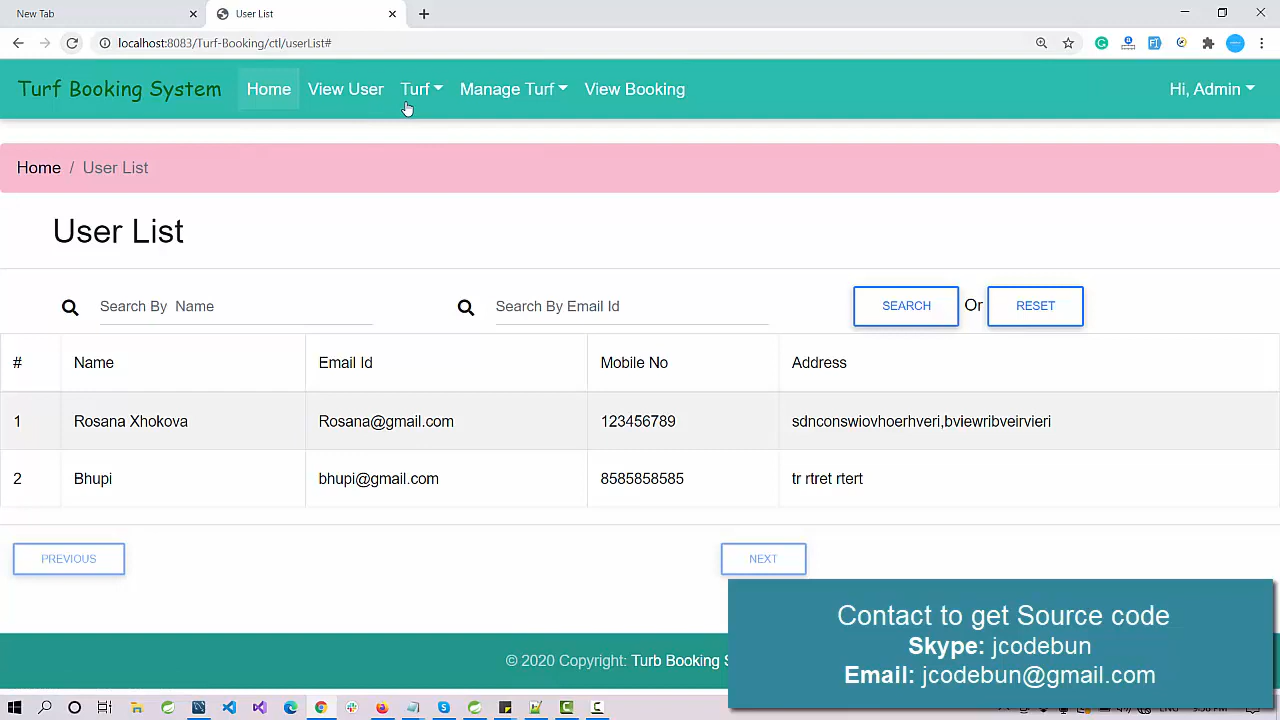 New Tab
User List
localhost:8083/Turf-Booking/ctl/userList#
Turf Booking System Home View User Turf Manage Turf View Booking Hi, Admin
Home / User List
User List
Search By Name Search By Email Id SEARCH Or RESET
# Name Email Id Mobile No Address
1 Rosana Xhokova Rosana@gmail.com 123456789 sdnconswiovhoerhveri,bviewribveirvieri
2 Bhupi bhupi@gmail.com 8585858585 tr rtret rtert
PREVIOUS NEXT
Contact to get Source code
Skype: jcodebun
Email: jcodebun@gmail.com
© 2020 Copyright: Turb Booking